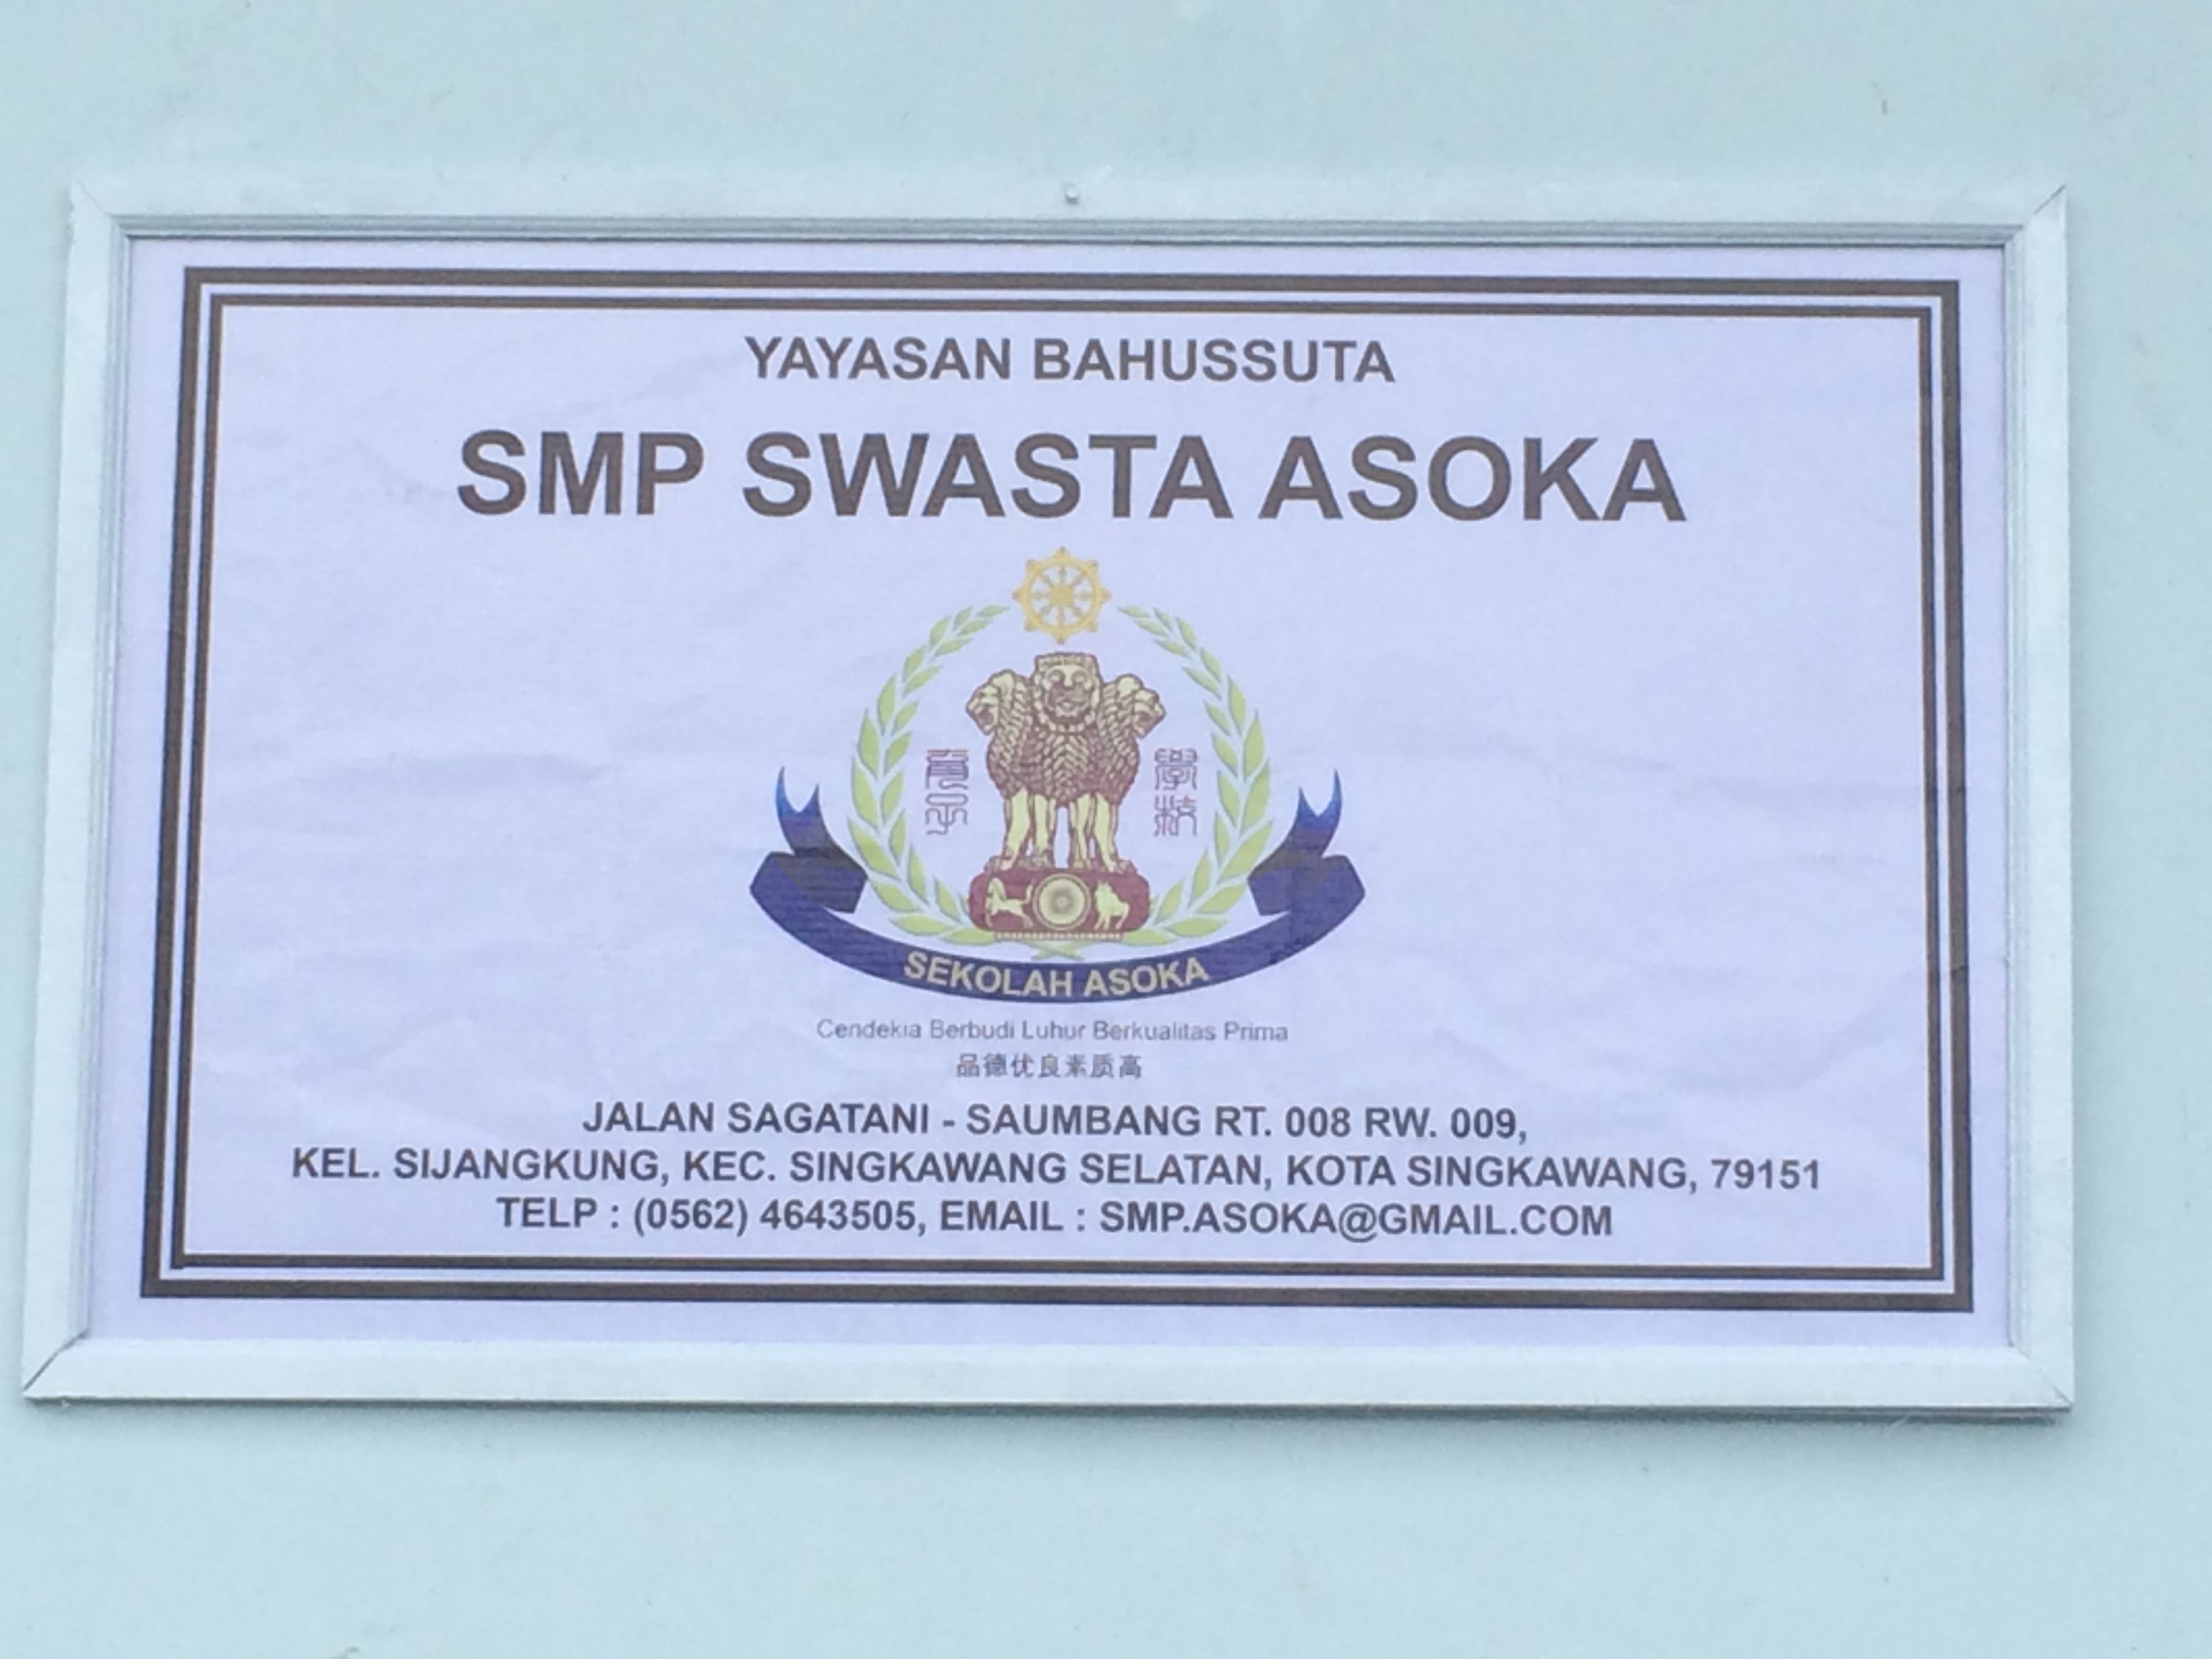 YAYASAN BAHUSSUTA
SMP SWASTA ASOKA
學校
SEKOLAH ASOKA
Cendekia Berbudi Luhur Berkualitas Prima
品德优良素质高
JALAN SAGATANI - SAUMBANG RT. 008 RW. 009,
KEL. SIJANGKUNG, KEC. SINGKAWANG SELATAN, KOTA SINGKAWANG, 79151
TELP : (0562) 4643505, EMAIL : SMP.ASOKA@GMAIL.COM